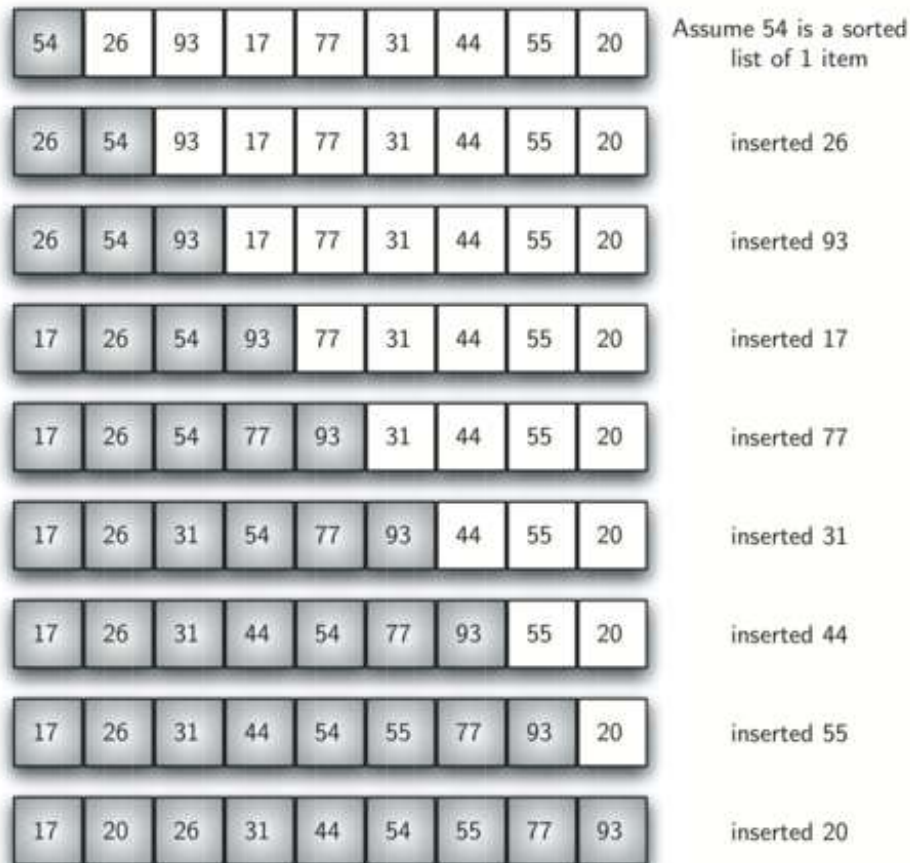 54 26 93 17 77 31 44 55 20 Assume 54 is a sorted
list of 1 item
26 54 93 17 77 31 44 55 20 inserted 26
26 54 93 17 77 31 44 55 20 inserted 93
17 26 54 93 77 31 44 55 20 inserted 17
17 26 54 77 93 31 44 55 20 inserted 77
17 26 31 54 77 93 44 55 20 inserted 31
17 26 31 44 54 77 93 55 20 inserted 44
17 26 31 44 54 55 77 93 20 inserted 55
17 20 26 31 44 54 55 77 93 inserted 20